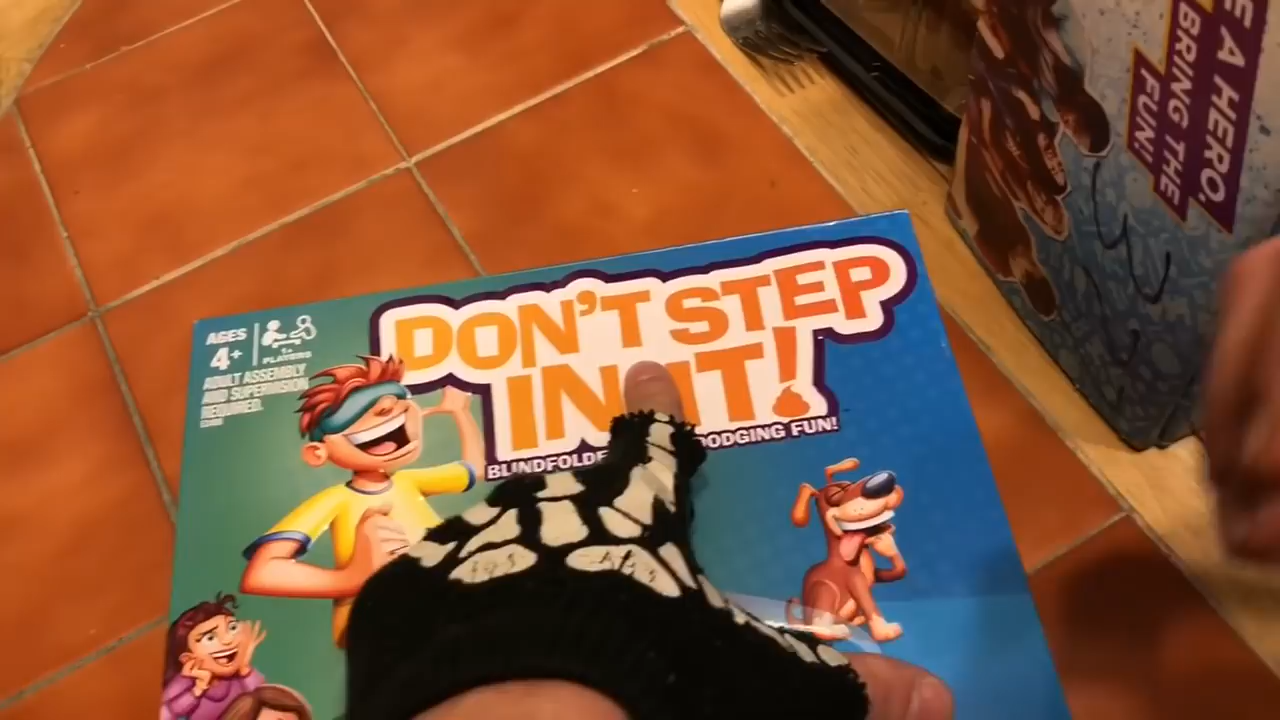 AGES
4+
1+
PLAYERS
ADULT ASSEMBLY
AND SUPERVISION
REQUIRED.
DON'T STEP
IN IT!
BLINDFOLDE DODGING FUN!
E A HERO.
BRING THE
FUN!